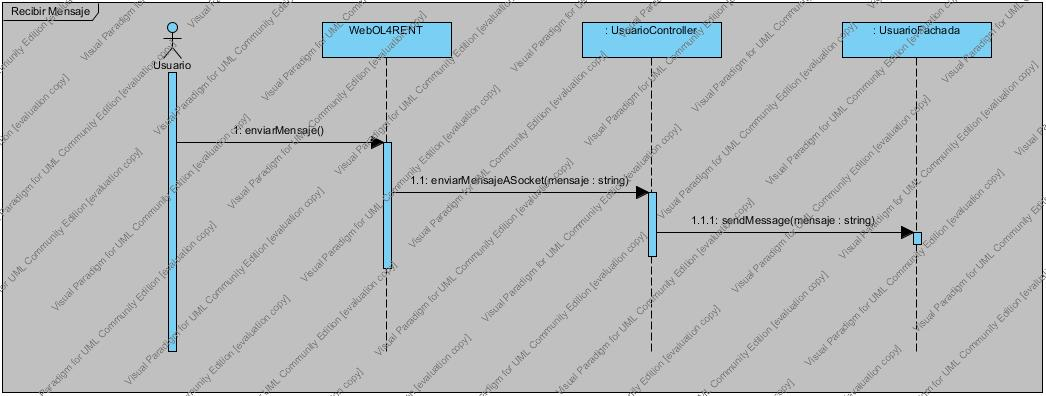 Recibir Mensaje
Usuario
WebOL4RENT
: UsuarioController
: UsuarioFachada
1: enviarMensaje()
1.1: enviarMensajeASocket(mensaje : string)
1.1.1: sendMessage(mensaje : string)
Visual Paradigm for UML Community Edition [evaluation copy]